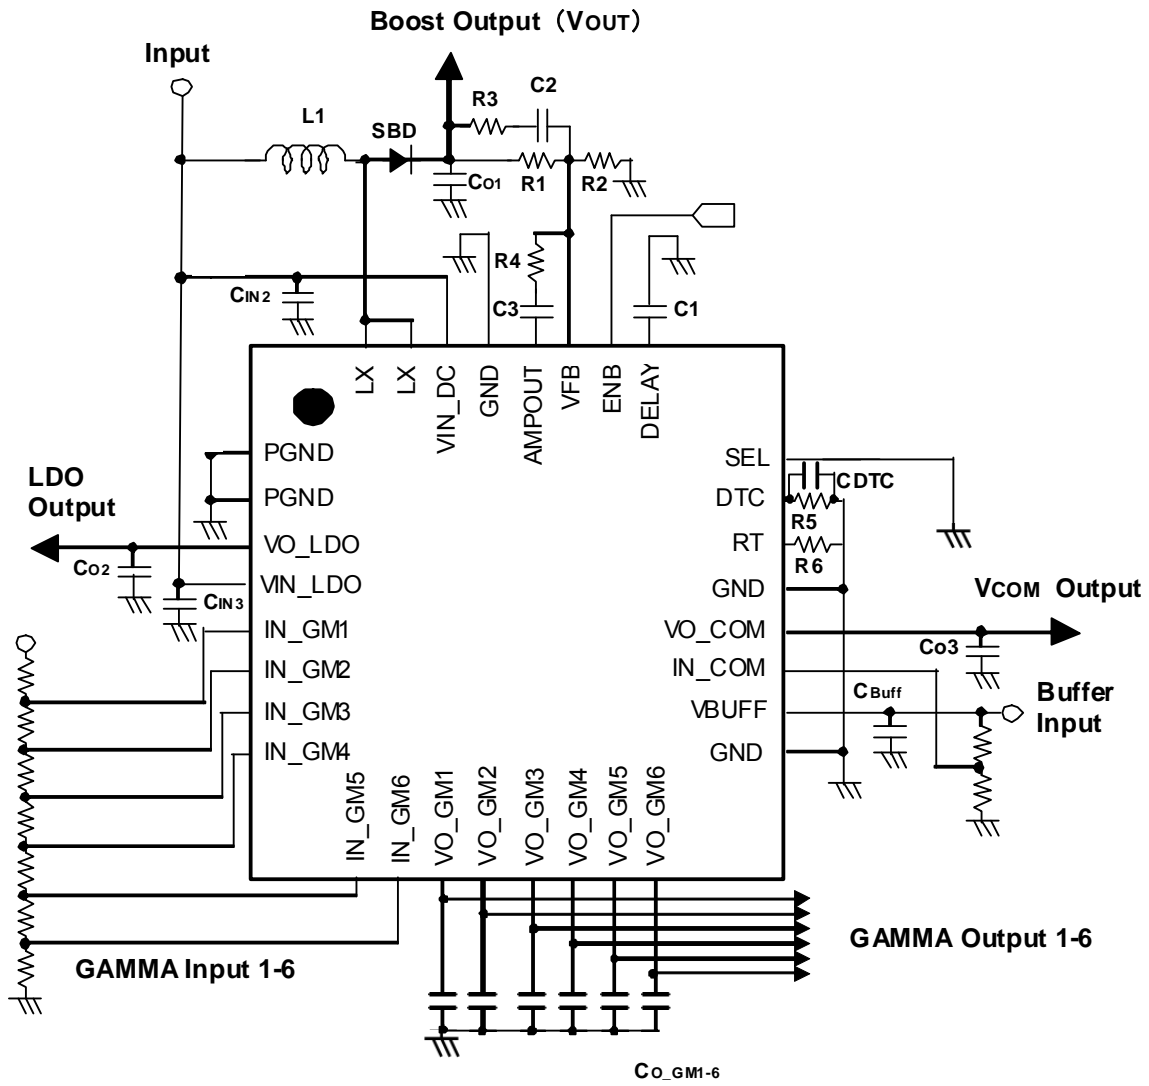 Boost Output (VOUT)
Input
L1
SBD
R3
C2
CO1
R1
R2
R4
CIN2
C3
C1
LX
LX
VIN_DC
GND
AMPOUT
VFB
ENB
DELAY
PGND
PGND
LDO
Output
VO_LDO
CO2
VIN_LDO
CIN3
IN_GM1
IN_GM2
IN_GM3
IN_GM4
SEL
CDTC
DTC
R5
RT
R6
GND
VCOM Output
VO_COM
Co3
IN_COM
CBuff
Buffer
Input
VBUFF
GND
IN_GM5
IN_GM6
VO_GM1
VO_GM2
VO_GM3
VO_GM4
VO_GM5
VO_GM6
GAMMA Output 1-6
GAMMA Input 1-6
CO_GM1-6